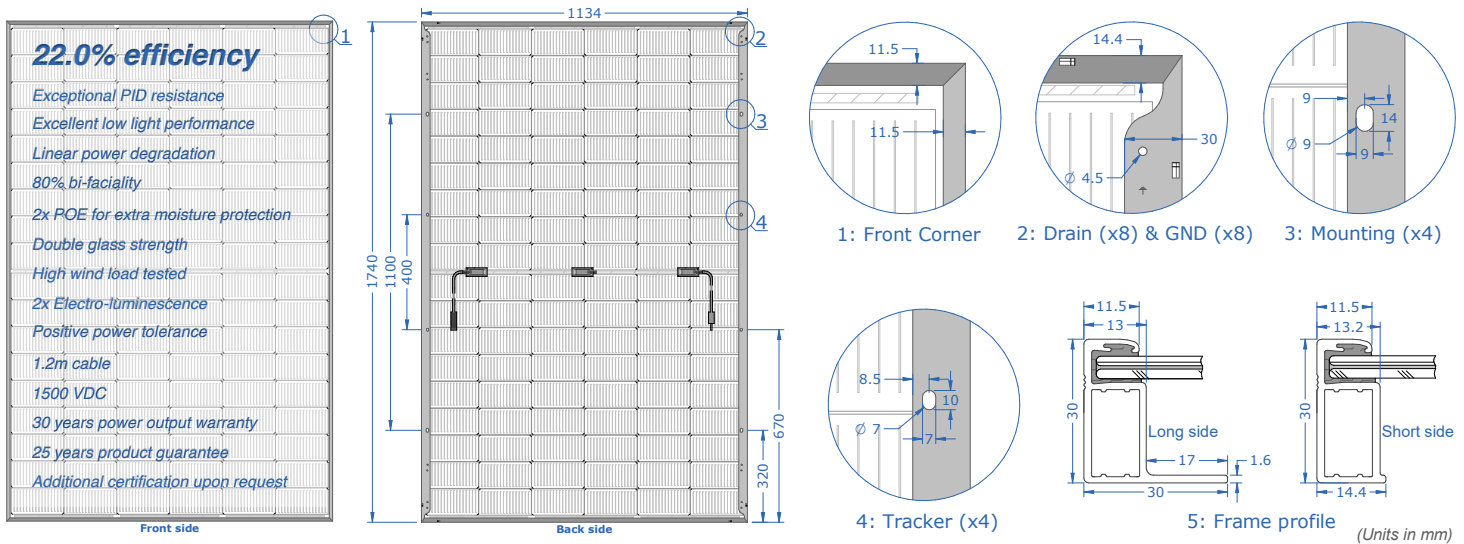 22.0% efficiency
Exceptional PID resistance
Excellent low light performance
Linear power degradation
80% bi-faciality
2x POE for extra moisture protection
Double glass strength
High wind load tested
2x Electro-luminescence
Positive power tolerance
1.2m cable
1500 VDC
30 years power output warranty
25 years product guarantee
Additional certification upon request
Front side
1
1134
2
3
4
1740
1100
400
670
320
Back side
11.5
11.5
1: Front Corner
14.4
30
Ø 4.5
2: Drain (x8) & GND (x8)
9
14
Ø 9
9
3: Mounting (x4)
8.5
10
Ø 7
7
4: Tracker (x4)
11.5
13
30
Long side
17
1.6
30
11.5
13.2
30
Short side
14.4
5: Frame profile
(Units in mm)